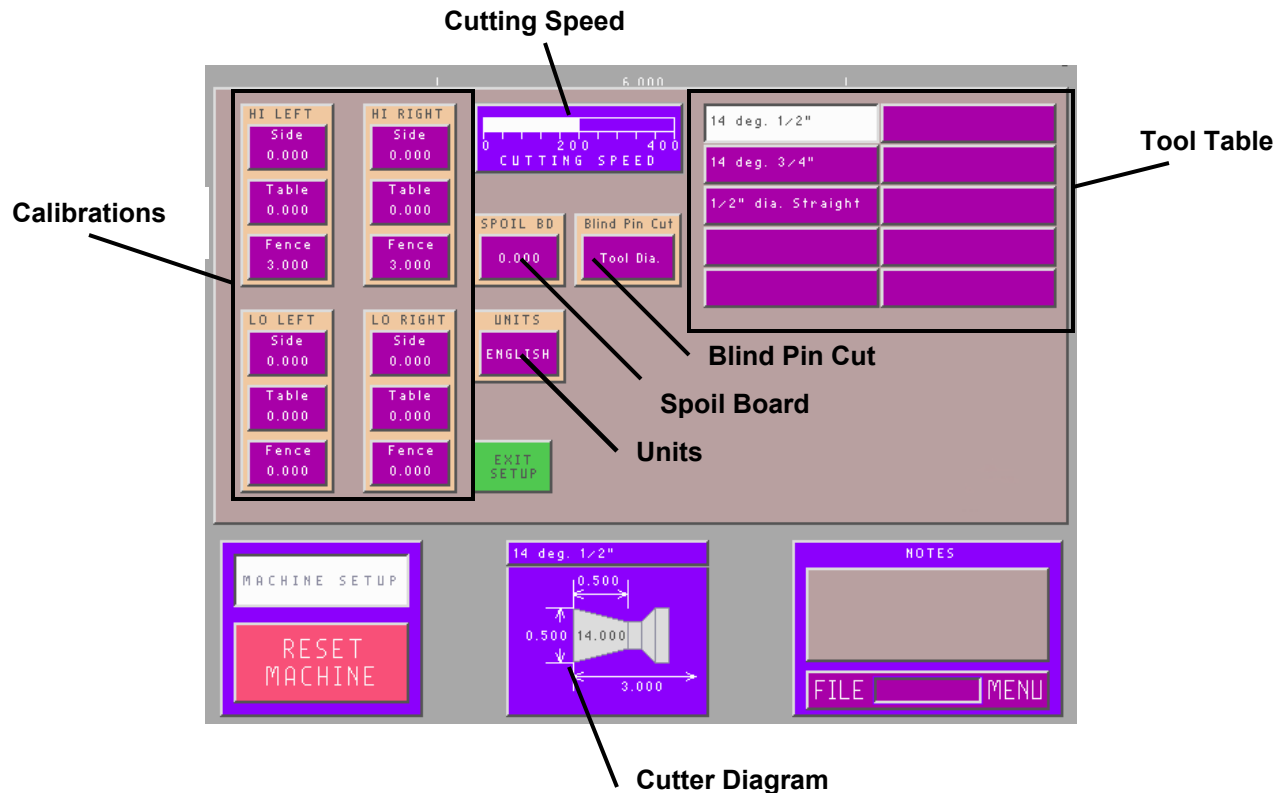 Cutting Speed
6.000
HI LEFT
Side
0.000
Table
0.000
Fence
3.000
HI RIGHT
Side
0.000
Table
0.000
Fence
3.000
0 200 400
CUTTING SPEED
14 deg. 1/2"
14 deg. 3/4"
1/2" dia. Straight
Tool Table
Calibrations
SPOIL BD
0.000
Blind Pin Cut
Tool Dia.
LO LEFT
Side
0.000
Table
0.000
Fence
0.000
LO RIGHT
Side
0.000
Table
0.000
Fence
0.000
UNITS
ENGLISH
Blind Pin Cut
Spoil Board
Units
EXIT
SETUP
MACHINE SETUP
RESET
MACHINE
14 deg. 1/2"
0.500
0.500
14.000
3.000
NOTES
FILE MENU
Cutter Diagram